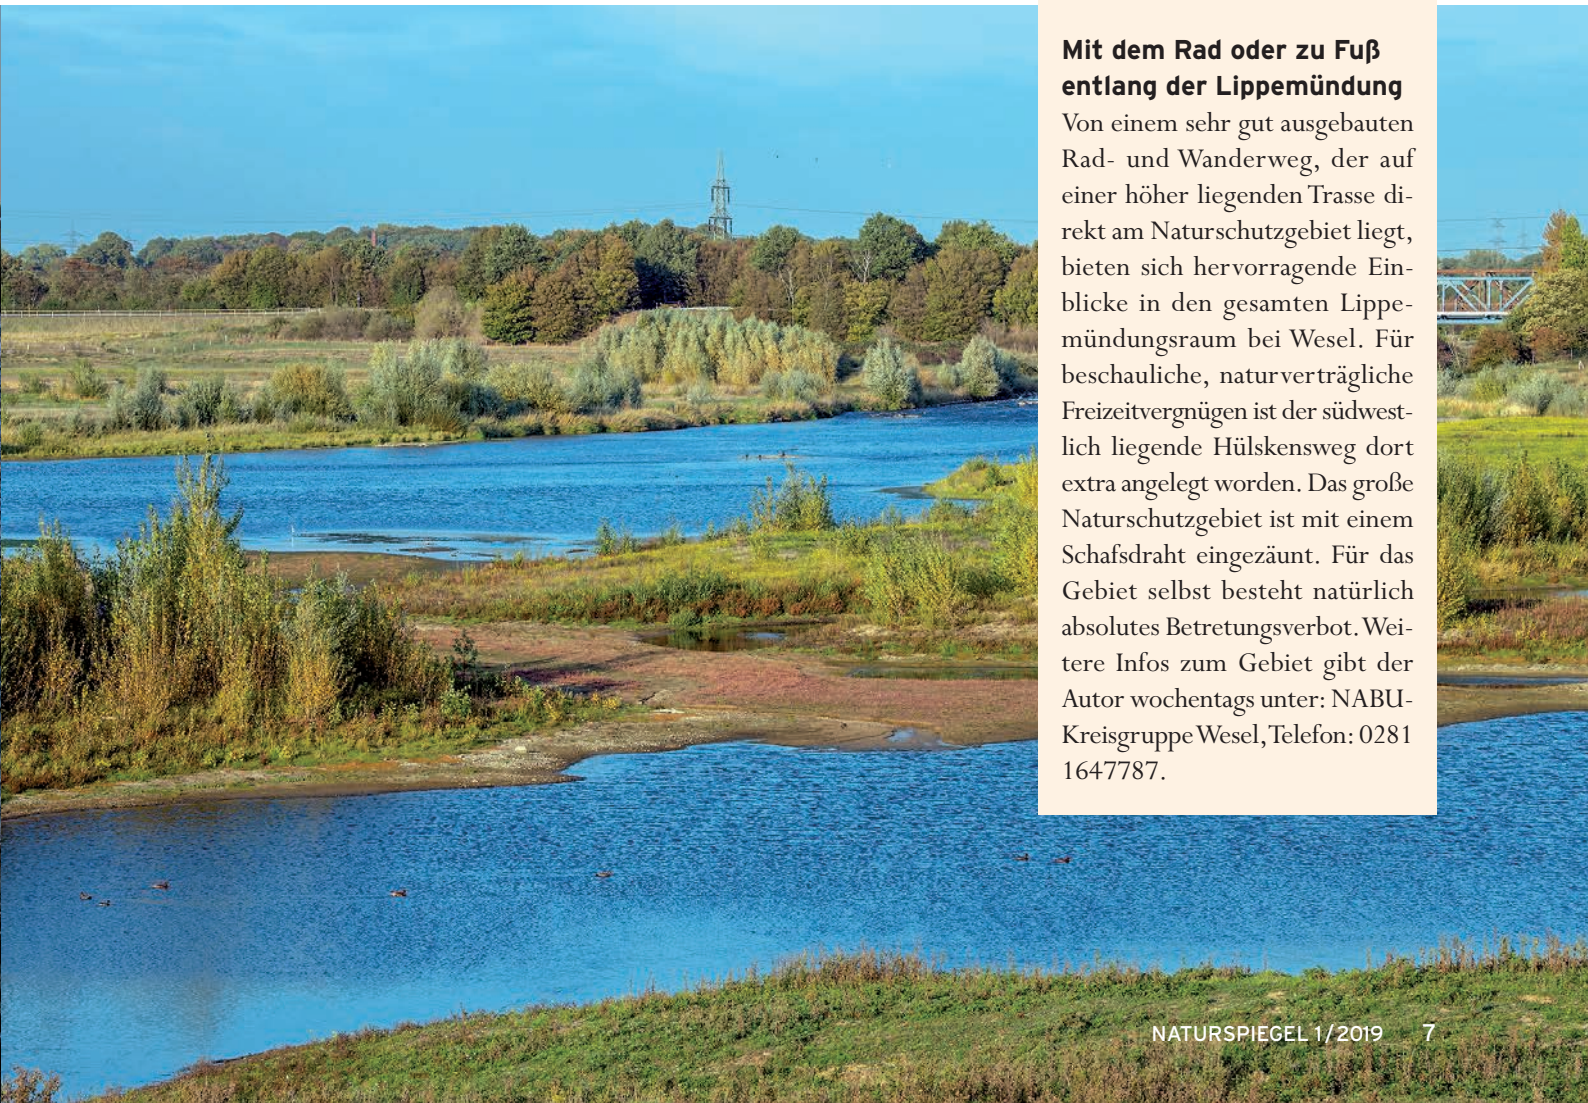 Mit dem Rad oder zu Fuß
entlang der Lippemündung
Von einem sehr gut ausgebauten
Rad- und Wanderweg, der auf
einer höher liegenden Trasse di-
rekt am Naturschutzgebiet liegt,
bieten sich hervorragende Ein-
blicke in den gesamten Lippe-
mündungsraum bei Wesel. Für
beschauliche, naturverträgliche
Freizeitvergnügen ist der südwest-
lich liegende Hülskensweg dort
extra angelegt worden. Das große
Naturschutzgebiet ist mit einem
Schafsdraht eingezäunt. Für das
Gebiet selbst besteht natürlich
absolutes Betretungsverbot. Wei-
tere Infos zum Gebiet gibt der
Autor wochentags unter: NABU-
Kreisgruppe Wesel, Telefon: 0281
1647787.
NATURSPIEGEL 1/2019 7